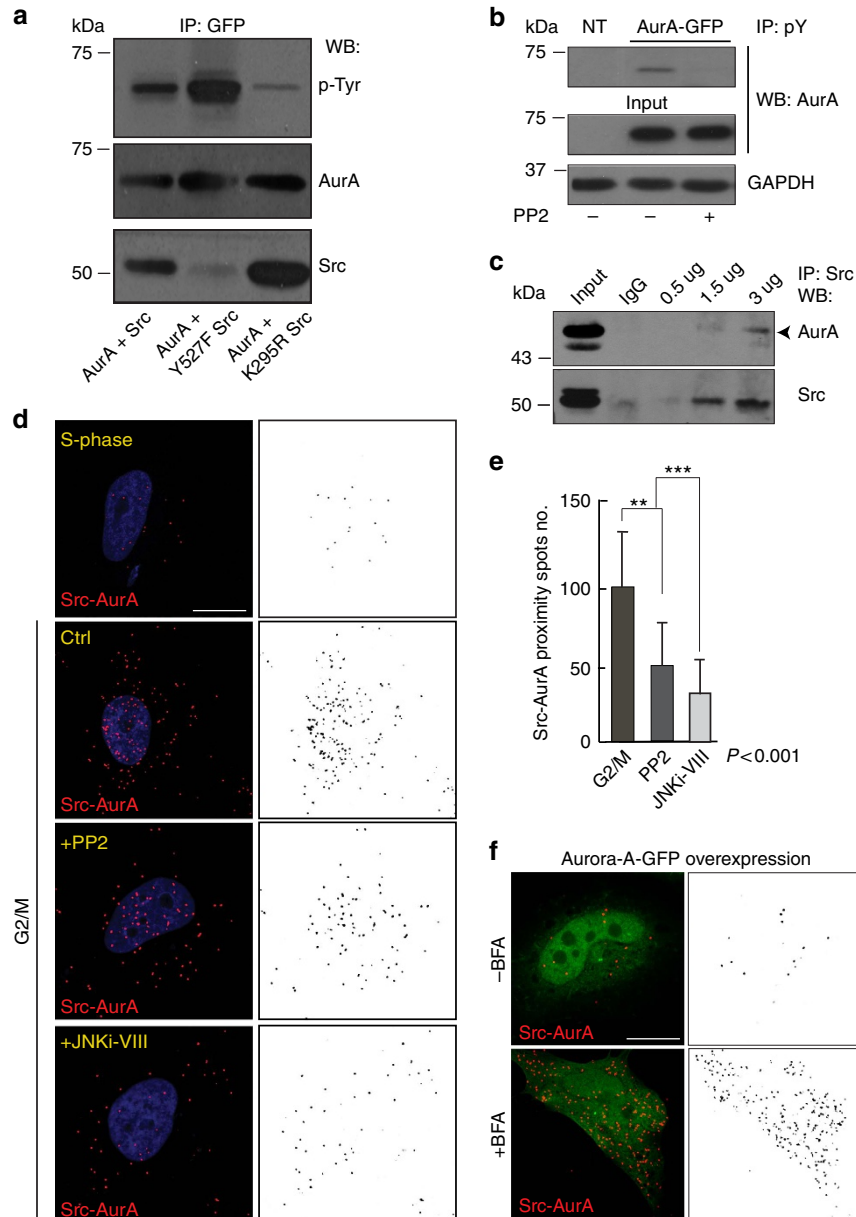 a
kDa
IP: GFP
WB:
75
p-Tyr
75
AurA
Src
50
AurA + Src
AurA +
Y527F Src
AurA +
K295R Src
b
kDa
NT
AurA-GFP
IP: pY
75
Input
WB: AurA
75
37
GAPDH
PP2
–
–
+
c
kDa
Input
IgG
0.5 ug
1.5 ug
3 ug
IP: Src
WB:
AurA
43
Src
50
d
S-phase
Src-AurA
G2/M
Ctrl
Src-AurA
+PP2
Src-AurA
+JNKi-VIII
Src-AurA
e
Src-AurA proximity spots no.
150
100
50
0
**
***
G2/M
PP2
JNKi-VIII
P<0.001
f
Aurora-A-GFP overexpression
–BFA
Src-AurA
+BFA
Src-AurA